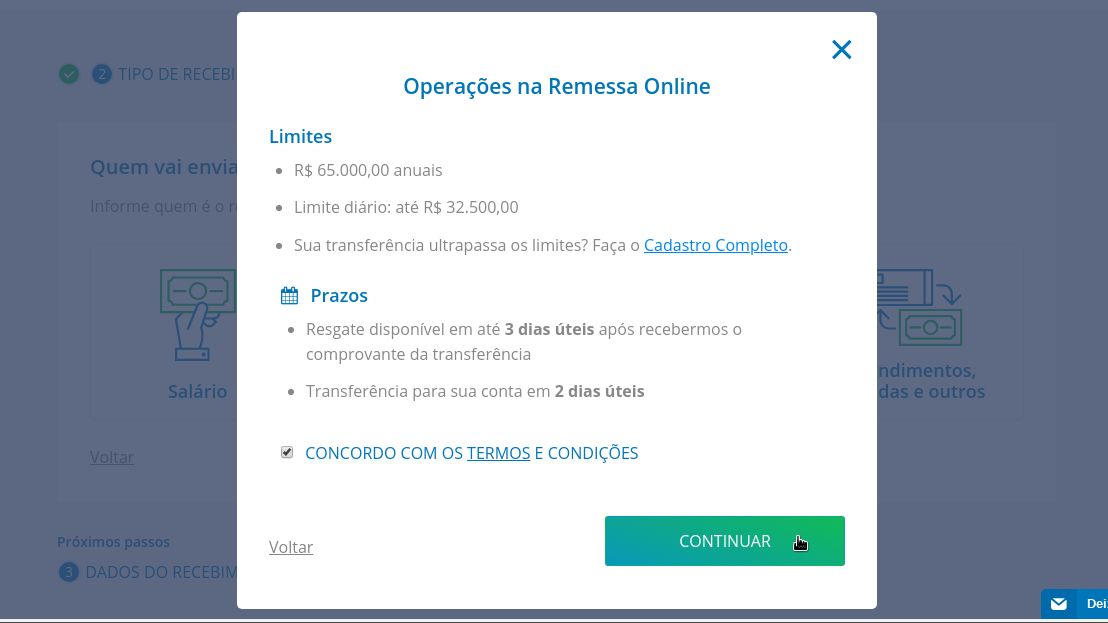 2 TIPO DE RECEBI
Quem vai envia
Informe quem é o r
Salário
ndimentos,
das e outros
Voltar
Próximos passos
3 DADOS DO RECEBIM
Operações na Remessa Online
Limites
R$ 65.000,00 anuais
Limite diário: até R$ 32.500,00
Sua transferência ultrapassa os limites? Faça o Cadastro Completo.
Prazos
Resgate disponível em até 3 dias úteis após recebermos o
comprovante da transferência
Transferência para sua conta em 2 dias úteis
CONCORDO COM OS TERMOS E CONDIÇÕES
Voltar
CONTINUAR
Dei